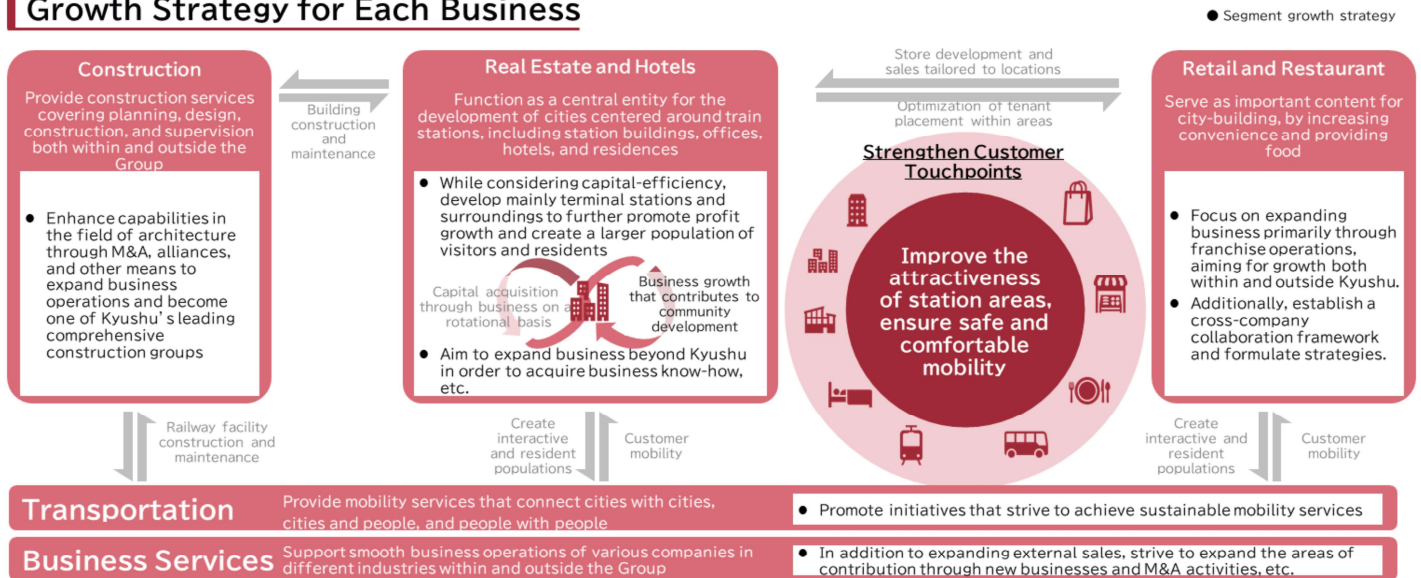 Growth Strategy for Each Business
● Segment growth strategy
Construction
Provide construction services
covering planning, design,
construction, and supervision
both within and outside the
Group
● Enhance capabilities in
the field of architecture
through M&A, alliances,
and other means to
expand business
operations and become
one of Kyushu's leading
comprehensive
construction groups
Building
construction
and
maintenance
Real Estate and Hotels
Function as a central entity for the
development of cities centered around train
stations, including station buildings, offices,
hotels, and residences
● While considering capital-efficiency,
develop mainly terminal stations and
surroundings to further promote profit
growth and create a larger population of
visitors and residents
Capital acquisition
through business on a
rotational basis
Business growth
that contributes to
community
development
● Aim to expand business beyond Kyushu
in order to acquire business know-how,
etc.
Store development and
sales tailored to locations
Optimization of tenant
placement within areas
Strengthen Customer
Touchpoints
Improve the
attractiveness
of station areas,
ensure safe and
comfortable
mobility
Retail and Restaurant
Serve as important content for
city-building, by increasing
convenience and providing
food
● Focus on expanding
business primarily through
franchise operations,
aiming for growth both
within and outside Kyushu.
● Additionally, establish a
cross-company
collaboration framework
and formulate strategies.
Railway facility
construction and
maintenance
Create
interactive
and resident
populations
Customer
mobility
Create
interactive and
resident
populations
Customer
mobility
Transportation
Provide mobility services that connect cities with cities,
cities and people, and people with people
● Promote initiatives that strive to achieve sustainable mobility services
Business Services
Support smooth business operations of various companies in
different industries within and outside the Group
● In addition to expanding external sales, strive to expand the areas of
contribution through new businesses and M&A activities, etc.